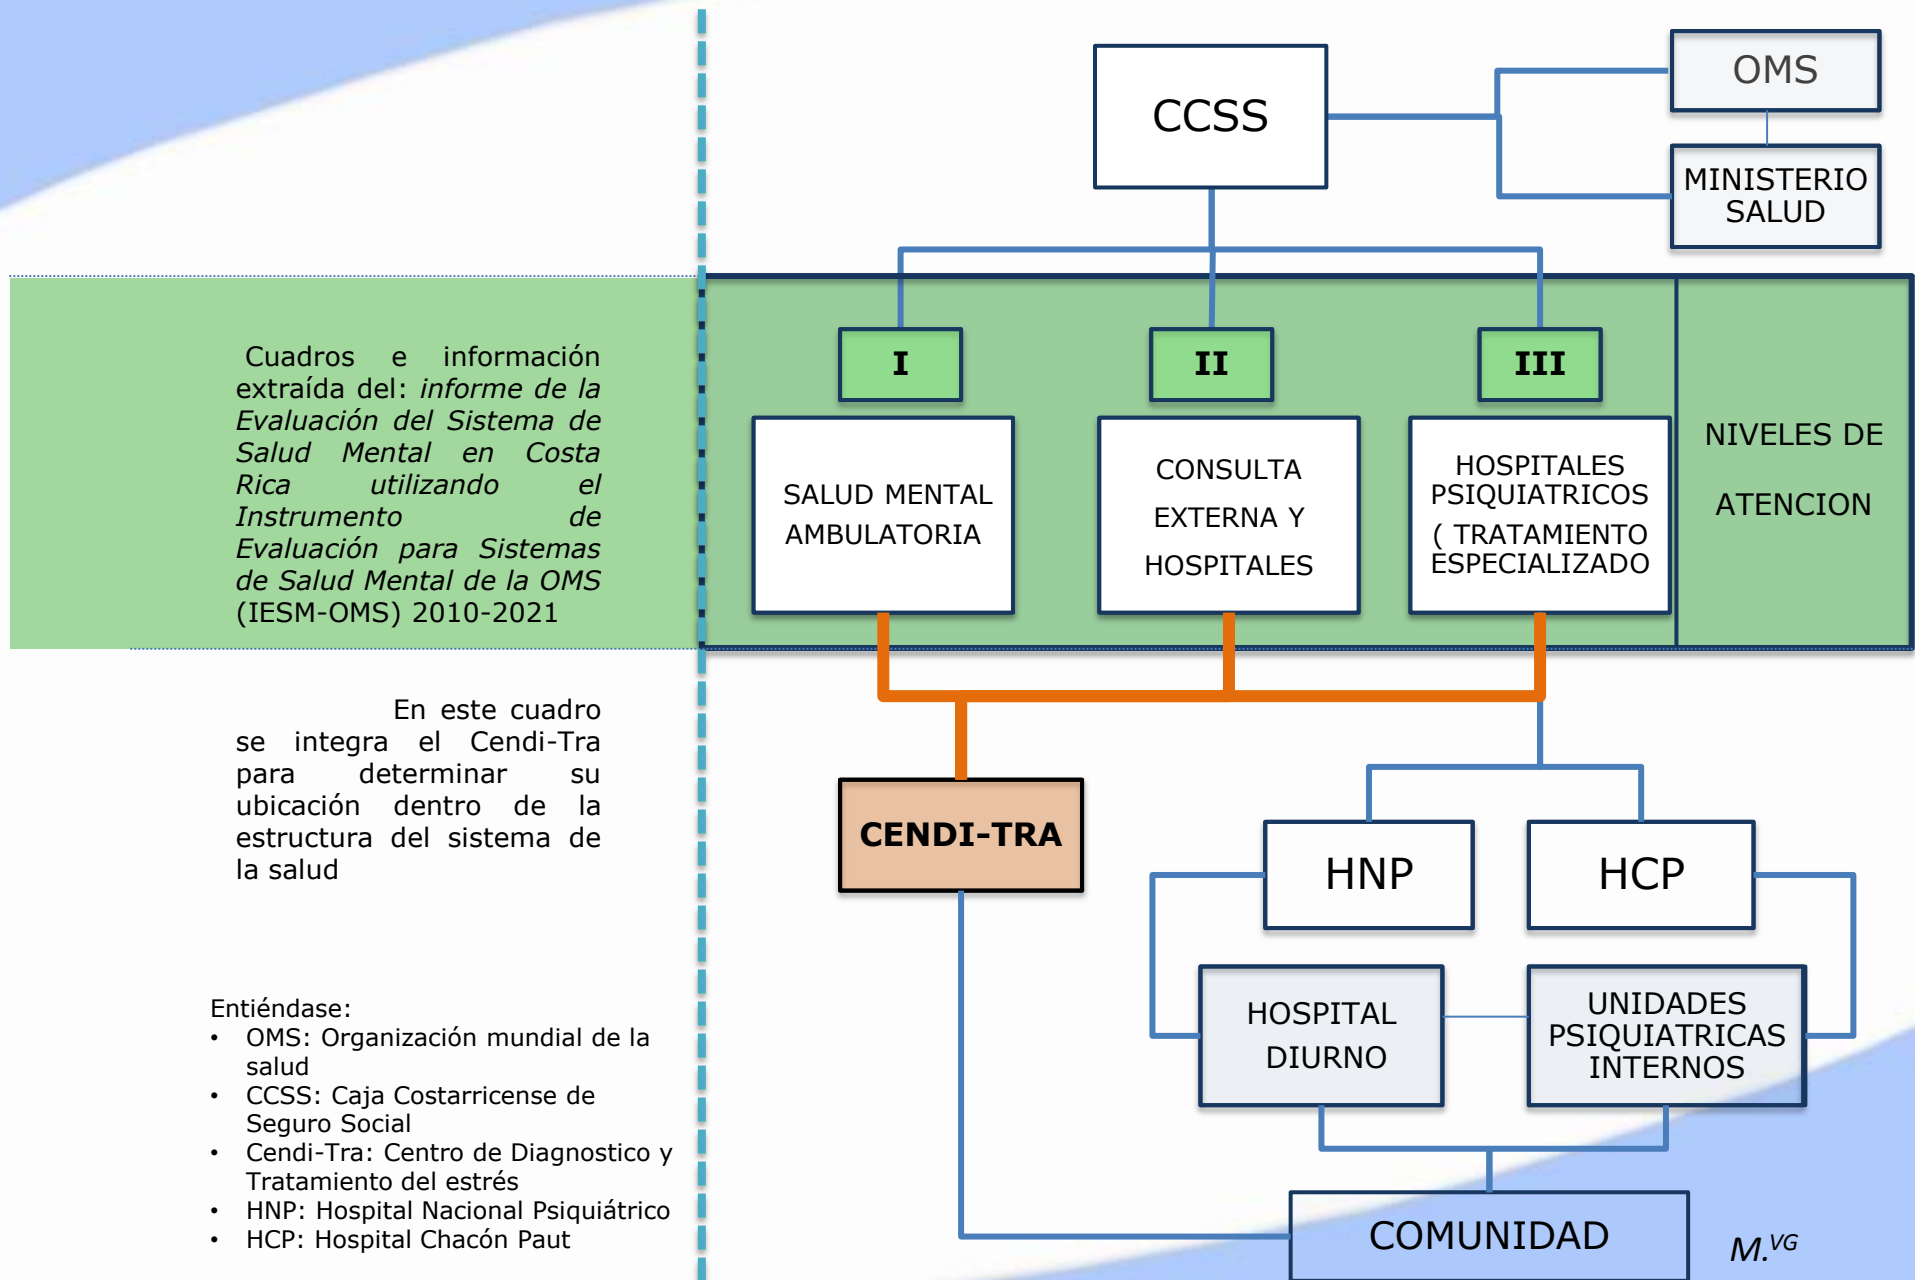 CCSS
OMS
MINISTERIO
SALUD
I
II
III
SALUD MENTAL
AMBULATORIA
CONSULTA
EXTERNA Y
HOSPITALES
HOSPITALES
PSIQUIATRICOS
( TRATAMIENTO
ESPECIALIZADO
NIVELES DE
ATENCION
Cuadros e información
extraída del: informe de la
Evaluación del Sistema de
Salud Mental en Costa
Rica utilizando el
Instrumento de
Evaluación para Sistemas
de Salud Mental de la OMS
(IESM-OMS) 2010-2021
En este cuadro
se integra el Cendi-Tra
para determinar su
ubicación dentro de la
estructura del sistema de
la salud
CENDI-TRA
HNP
HCP
HOSPITAL
DIURNO
UNIDADES
PSIQUIATRICAS
INTERNOS
COMUNIDAD
Entiéndase:
• OMS: Organización mundial de la
salud
• CCSS: Caja Costarricense de
Seguro Social
• Cendi-Tra: Centro de Diagnostico y
Tratamiento del estrés
• HNP: Hospital Nacional Psiquiátrico
• HCP: Hospital Chacón Paut
M.VG